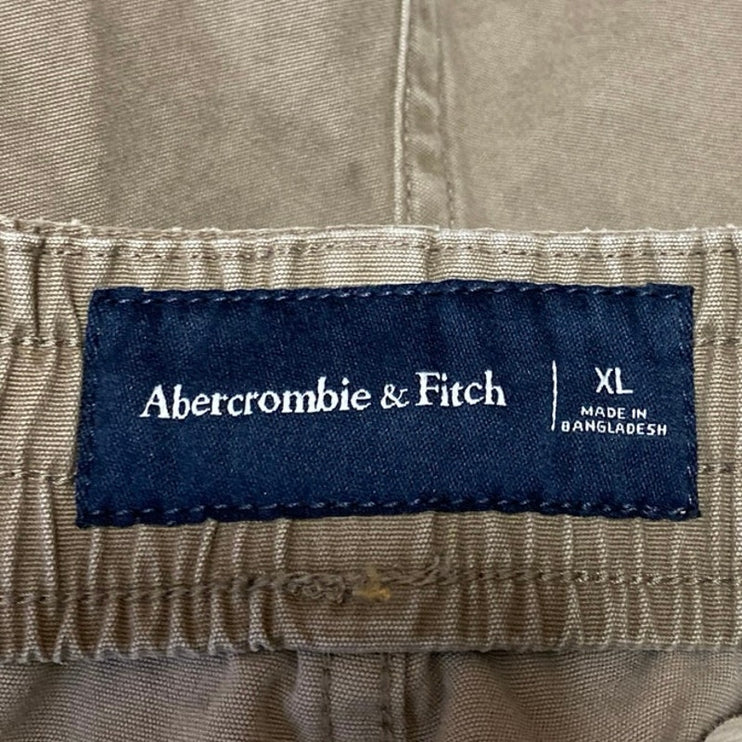 Abercrombie & Fitch
XL
MADE IN
BANGLADESH